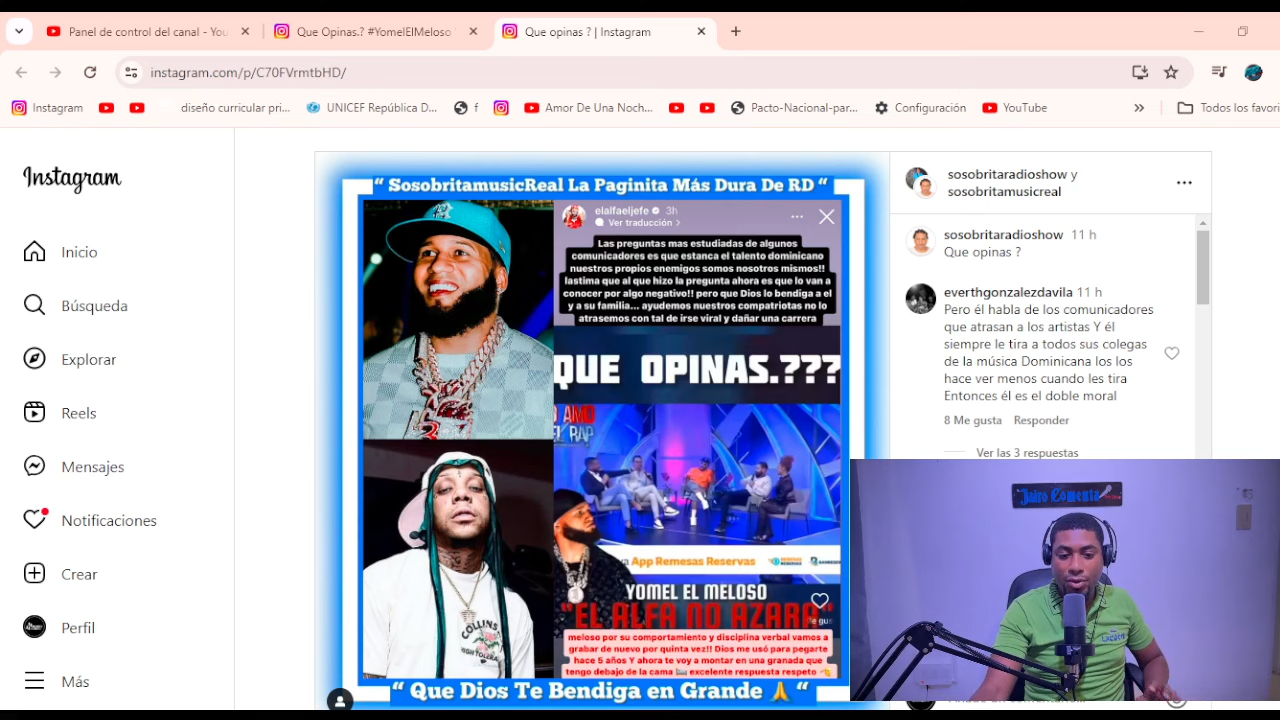 Panel de control del canal - You
Que Opinas.? #YomelElMeloso
Que opinas ? | Instagram
instagram.com/p/C70FVrmtbHD/
Instagram
diseño curricular pri...
UNICEF República D...
f
Amor De Una Noch...
Pacto-Nacional-par...
Configuración
YouTube
Todos los favori
Instagram
Inicio
Búsqueda
Explorar
Reels
Mensajes
Notificaciones
Crear
Perfil
Más
“ SosobritamusicReal La Paginita Más Dura De RD “
elalfaeljefe 3h
Ver traducción >
Las preguntas mas estudiadas de algunos
comunicadores es que estanca el talento dominicano
nuestros propios enemigos somos nosotros mismos!!
lastima que al que hizo la pregunta ahora es que lo van a
conocer por algo negativo!! pero que Dios lo bendiga a el
y a su familia... ayudemos nuestros compatriotas no lo
atrasemos con tal de irse viral y dañar una carrera
QUE OPINAS.???
App Remesas Reservas
YOMEL EL MELOSO
"EL ALFA NO AZARA"
meloso por su comportamiento y disciplina verbal vamos a
grabar de nuevo por quinta vez!! Dios me usó para pegarte
hace 5 años Y ahora te voy a montar en una granada que
tengo debajo de la cama excelente respuesta respeto
COLLINS
“ Que Dios Te Bendiga en Grande 🙏 “
sosobritaradioshow y
sosobritamusicreal
sosobritaradioshow 11 h
Que opinas ?
everthgonzalezdavila 11 h
Pero él habla de los comunicadores
que atrasan a los artistas Y él
siempre le tira a todos sus colegas
de la música Dominicana los los
hace ver menos cuando les tira
Entonces él es el doble moral
8 Me gusta Responder
Ver las 3 respuestas
Jairo Comenta